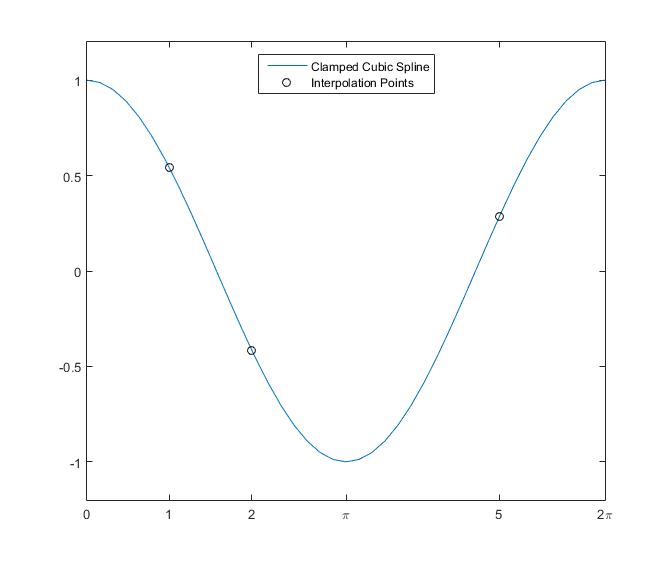 Clamped Cubic Spline
Interpolation Points
1
0.5
0
-0.5
-1
0 1 2 π 5 2π